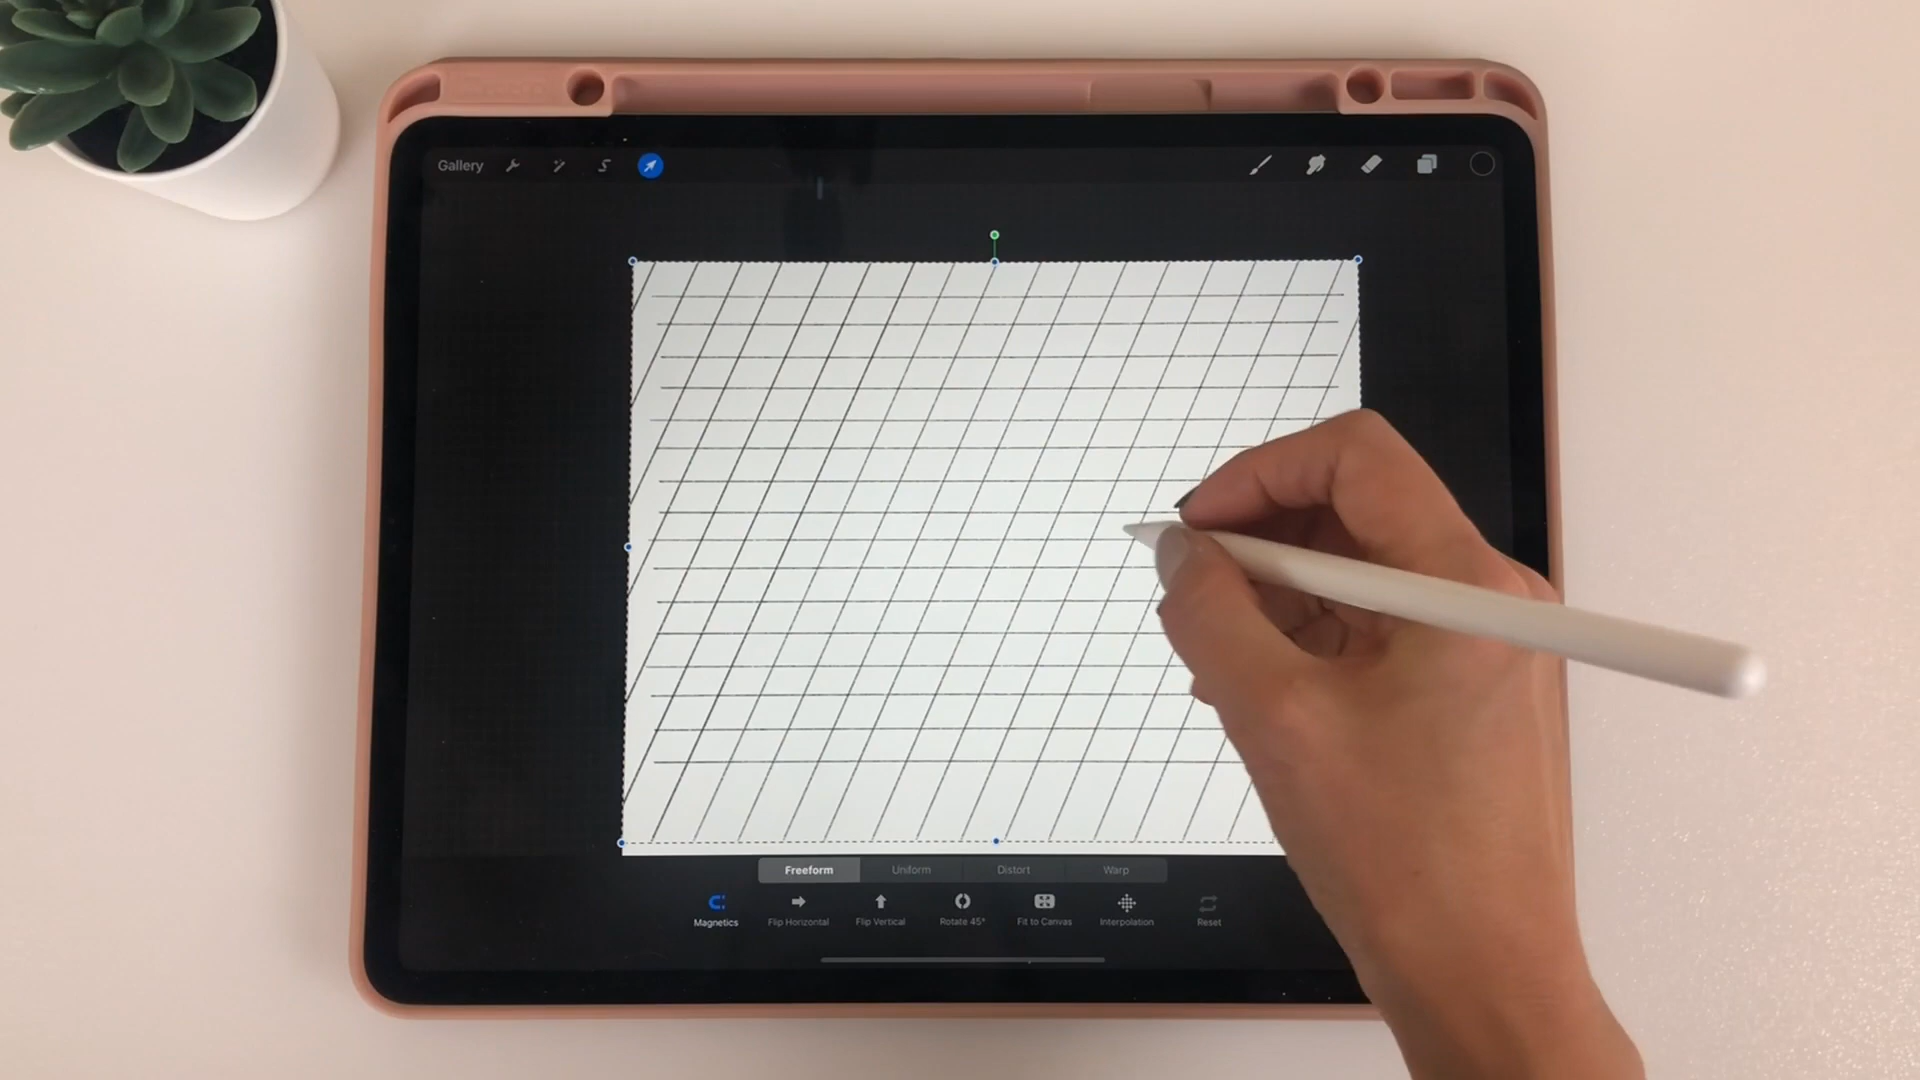 Gallery
Freeform Uniform Distort Warp
Magnetics Flip Horizontal Flip Vertical Rotate 45° Fit to Canvas Interpolation Reset